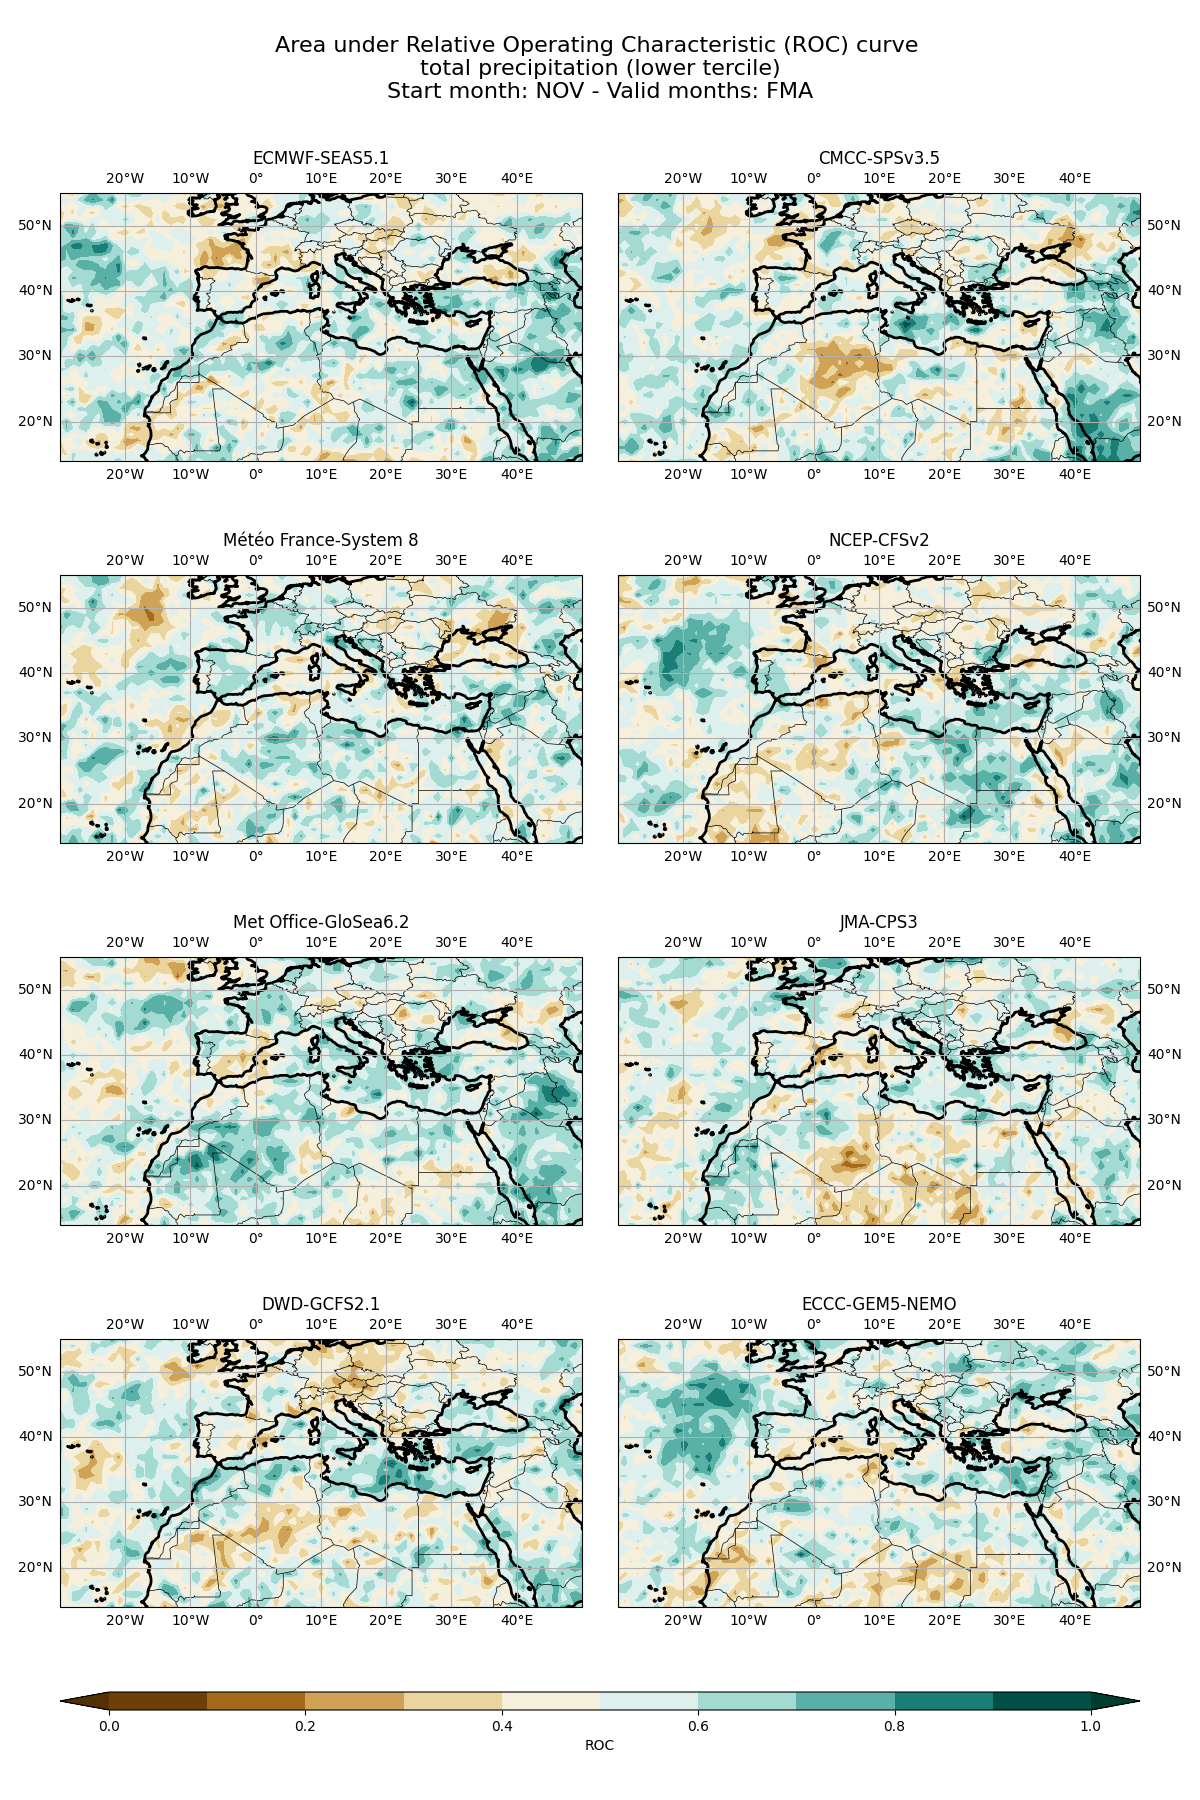 Area under Relative Operating Characteristic (ROC) curve
total precipitation (lower tercile)
Start month: NOV - Valid months: FMA
ECMWF-SEAS5.1
20°W 10°W 0° 10°E 20°E 30°E 40°E
50°N
40°N
30°N
20°N
20°W 10°W 0° 10°E 20°E 30°E 40°E
CMCC-SPSv3.5
20°W 10°W 0° 10°E 20°E 30°E 40°E
50°N
40°N
30°N
20°N
20°W 10°W 0° 10°E 20°E 30°E 40°E
Météo France-System 8
20°W 10°W 0° 10°E 20°E 30°E 40°E
50°N
40°N
30°N
20°N
20°W 10°W 0° 10°E 20°E 30°E 40°E
NCEP-CFSv2
20°W 10°W 0° 10°E 20°E 30°E 40°E
50°N
40°N
30°N
20°N
20°W 10°W 0° 10°E 20°E 30°E 40°E
Met Office-GloSea6.2
20°W 10°W 0° 10°E 20°E 30°E 40°E
50°N
40°N
30°N
20°N
20°W 10°W 0° 10°E 20°E 30°E 40°E
JMA-CPS3
20°W 10°W 0° 10°E 20°E 30°E 40°E
50°N
40°N
30°N
20°N
20°W 10°W 0° 10°E 20°E 30°E 40°E
DWD-GCFS2.1
20°W 10°W 0° 10°E 20°E 30°E 40°E
50°N
40°N
30°N
20°N
20°W 10°W 0° 10°E 20°E 30°E 40°E
ECCC-GEM5-NEMO
20°W 10°W 0° 10°E 20°E 30°E 40°E
50°N
40°N
30°N
20°N
20°W 10°W 0° 10°E 20°E 30°E 40°E
0.0 0.2 0.4 0.6 0.8 1.0
ROC